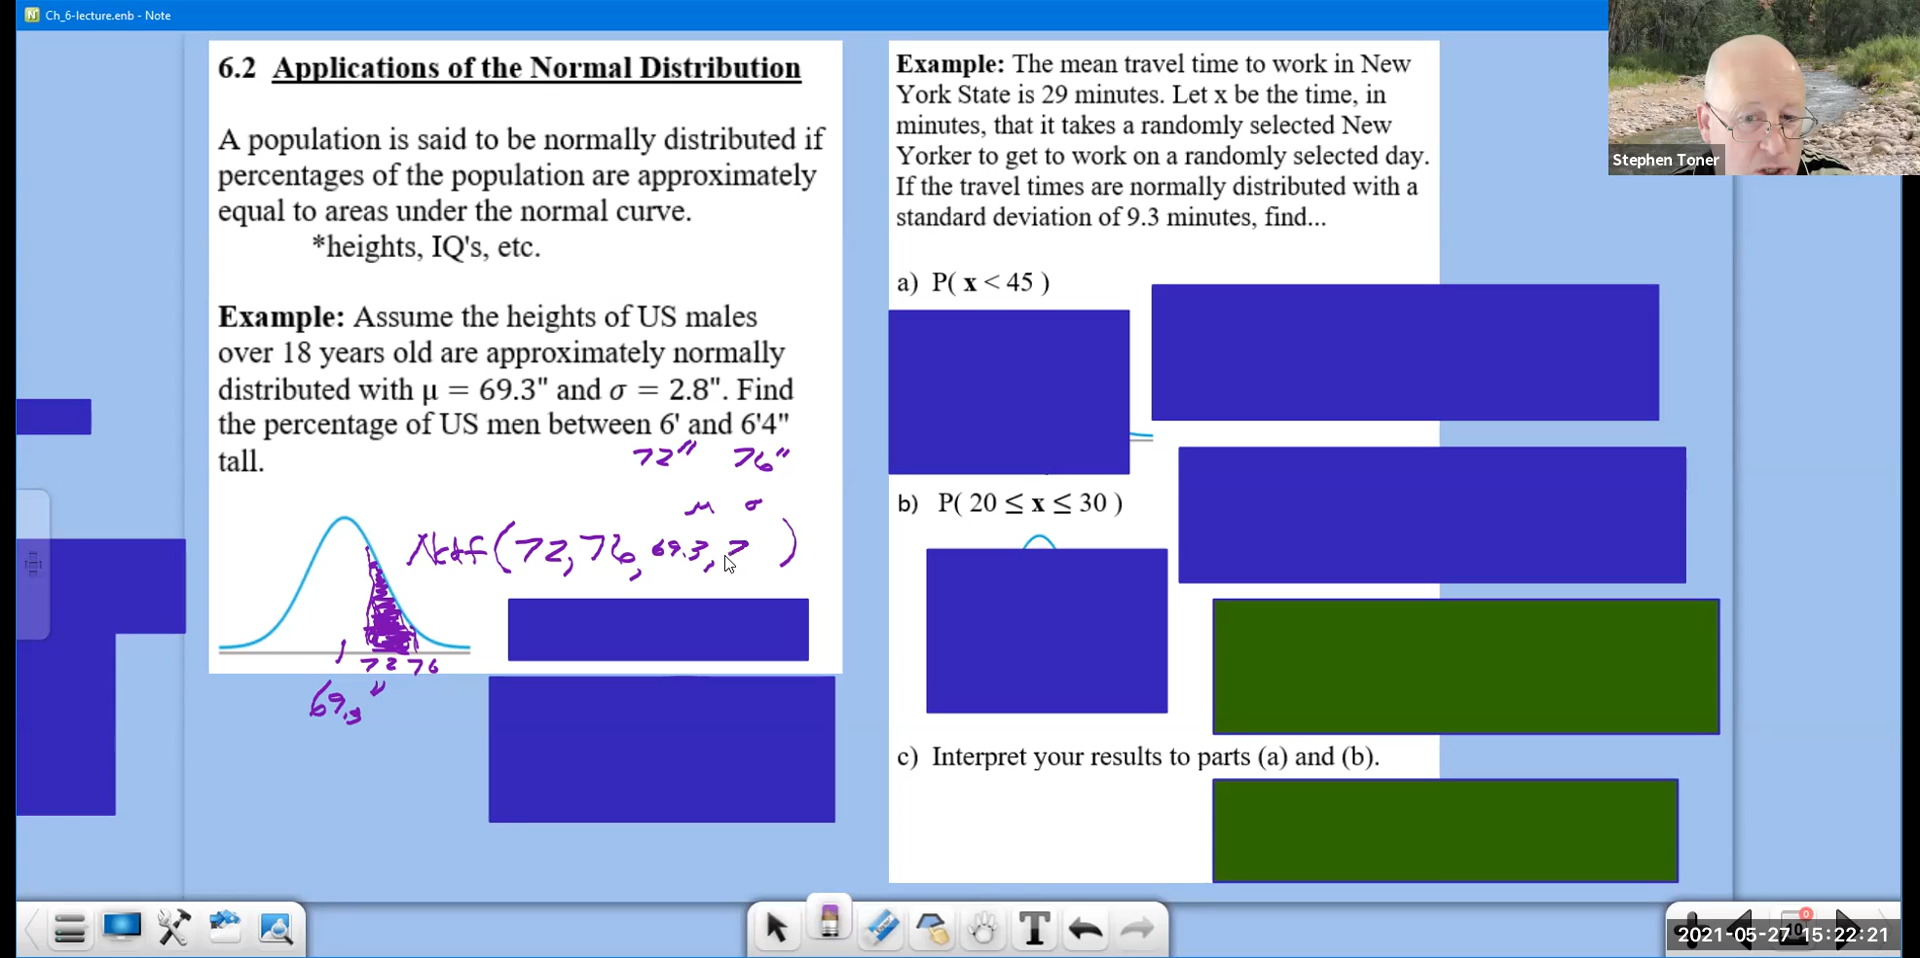 Ch_6-lecture.enb - Note
6.2 Applications of the Normal Distribution
A population is said to be normally distributed if
percentages of the population are approximately
equal to areas under the normal curve.
*heights, IQ's, etc.
Example: Assume the heights of US males
over 18 years old are approximately normally
distributed with μ = 69.3" and σ = 2.8". Find
the percentage of US men between 6' and 6'4"
tall.
72" 76"
μ σ
Ncdf(72,76,69.3, )
72 76
69.3"
Example: The mean travel time to work in New
York State is 29 minutes. Let x be the time, in
minutes, that it takes a randomly selected New
Yorker to get to work on a randomly selected day.
If the travel times are normally distributed with a
standard deviation of 9.3 minutes, find...
a) P( x < 45 )
b) P( 20 ≤ x ≤ 30 )
c) Interpret your results to parts (a) and (b).
Stephen Toner
T
0
2021-05-27 15:22:21